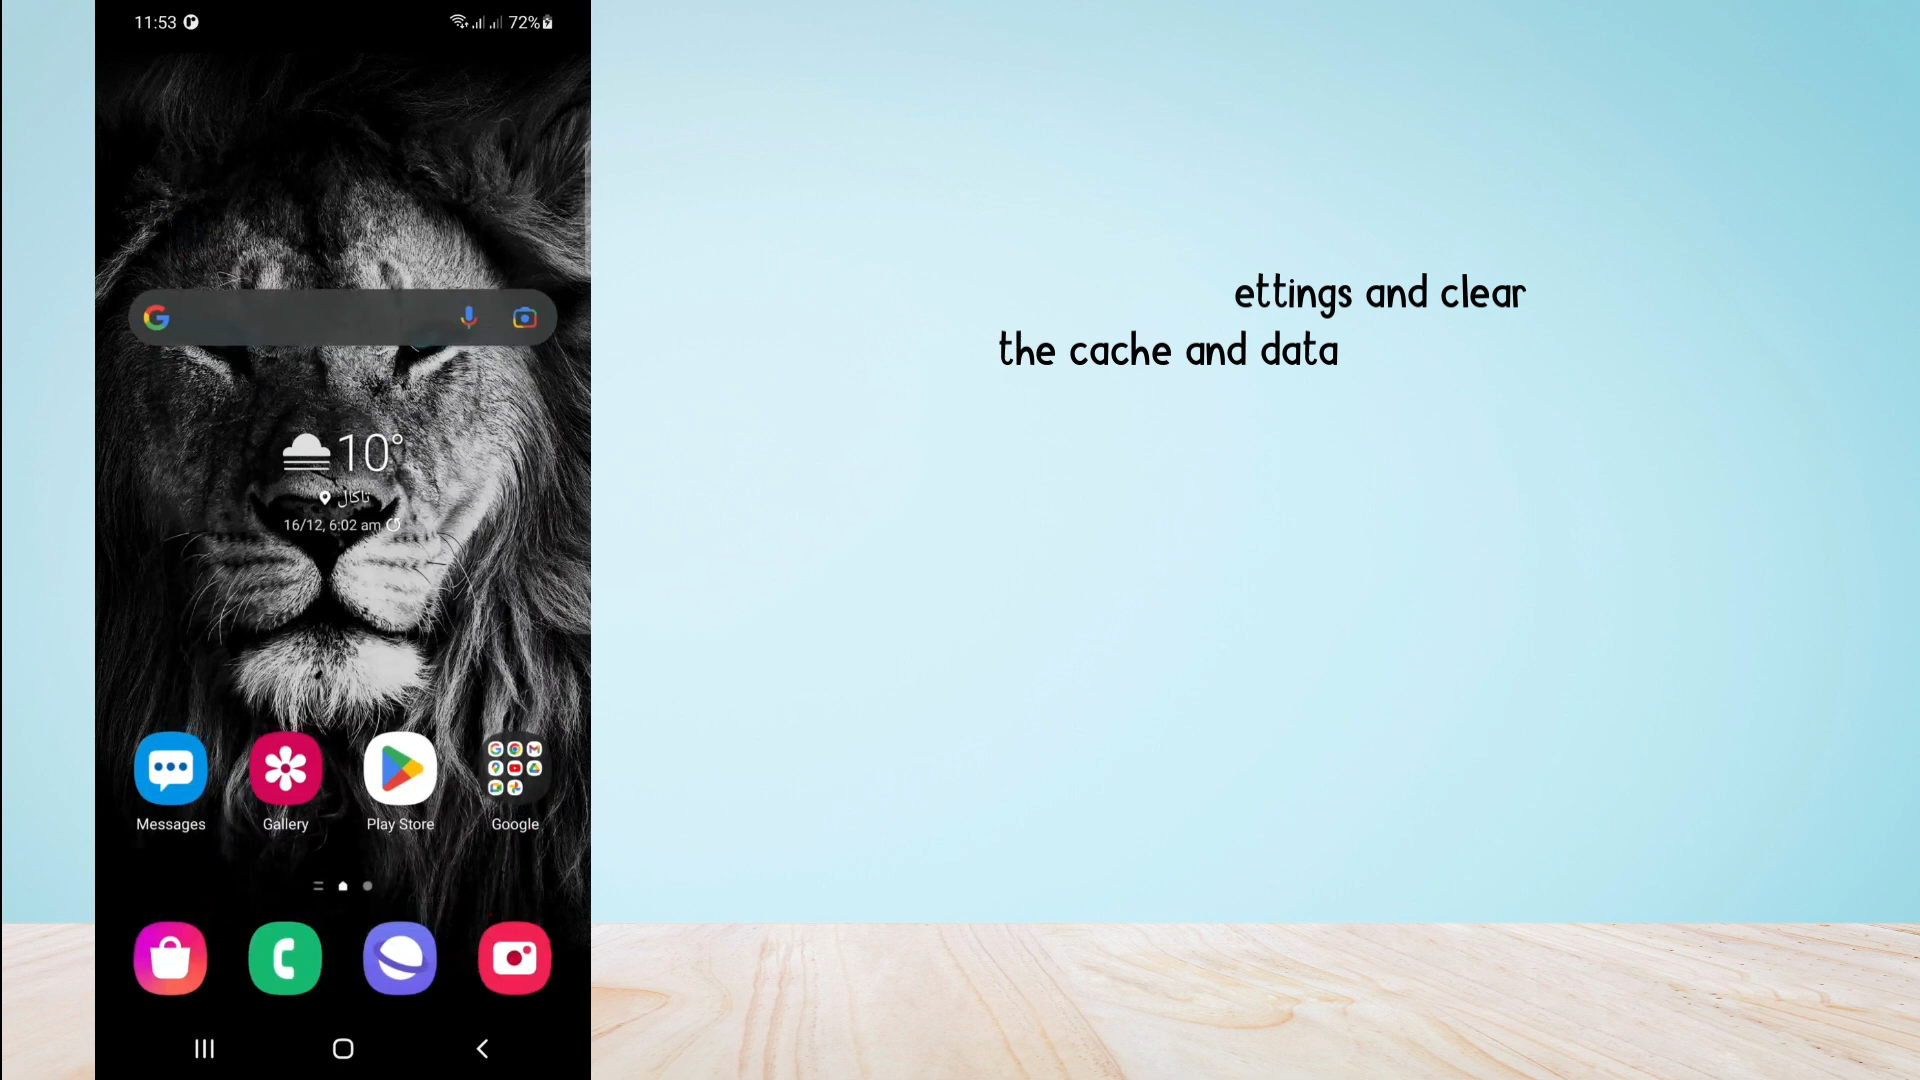 11:53
72%
ettings and clear
the cache and data
10°
تاكال
16/12, 6:02 am
Messages
Gallery
Play Store
Google